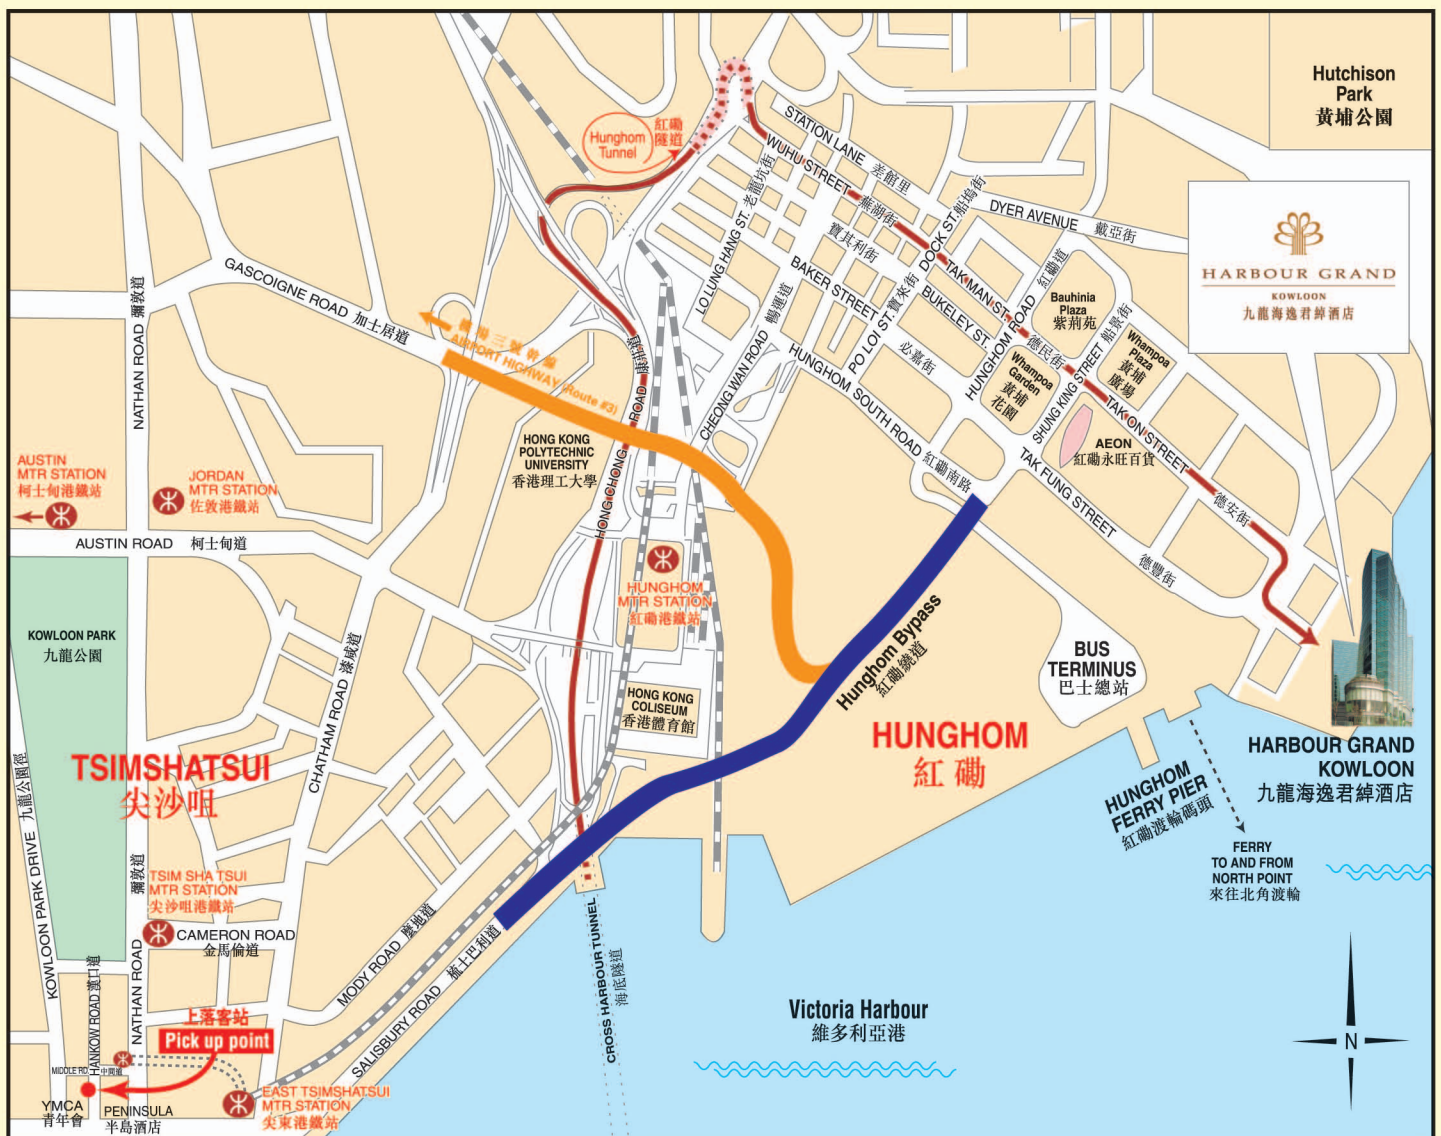 Hutchison
Park
黃埔公園
STATION LANE 差館里
WUHU STREET 蕪湖街
紅磡
隧道
Hunghom
Tunnel
DYER AVENUE 戴亞街
HARBOUR GRAND
KOWLOON
九龍海逸君綽酒店
LO LUNG HANG ST. 老龍坑街
寶其利街
BAKER STREET
DOCK ST. 船塢街
TAK MAN ST. 德民街
BUKELEY ST.
必嘉街
PO LOI ST. 寶來街
HUNGHOM ROAD 紅磡道
Bauhinia
Plaza
紫荊苑
SHUNG KING STREET 船景街
Whampoa
Plaza
黃埔
廣場
Whampoa
Garden
黃埔
花園
GASCOIGNE ROAD 加士居道
NATHAN ROAD 彌敦道
機場三號幹線
AIRPORT HIGHWAY (Route #3)
HONG CHONG ROAD 康莊道
CHEONG WAN ROAD 暢運道
HUNGHOM SOUTH ROAD 紅磡南路
TAK ON STREET 德安街
AEON
紅磡永旺百貨
TAK FUNG STREET 德豐街
HONG KONG
POLYTECHNIC
UNIVERSITY
香港理工大學
AUSTIN
MTR STATION
柯士甸港鐵站
JORDAN
MTR STATION
佐敦港鐵站
AUSTIN ROAD 柯士甸道
HUNGHOM
MTR STATION
紅磡港鐵站
KOWLOON PARK
九龍公園
CHATHAM ROAD 漆咸道
HONG KONG
COLISEUM
香港體育館
Hunghom Bypass
紅磡繞道
BUS
TERMINUS
巴士總站
HUNGHOM
紅磡
TSIMSHATSUI
尖沙咀
HARBOUR GRAND
KOWLOON
九龍海逸君綽酒店
HUNGHOM
FERRY PIER
紅磡渡輪碼頭
FERRY
TO AND FROM
NORTH POINT
來往北角渡輪
KOWLOON PARK DRIVE 九龍公園徑
彌敦道
TSIM SHA TSUI
MTR STATION
尖沙咀港鐵站
CAMERON ROAD
金馬倫道
MODY ROAD 麼地道
SALISBURY ROAD 梳士巴利道
CROSS HARBOUR TUNNEL
海底隧道
Victoria Harbour
維多利亞港
N
HANKOW ROAD 漢口道
NATHAN ROAD
上落客站
Pick up point
MIDDLE RD. 中間道
YMCA
青年會
PENINSULA
半島酒店
EAST TSIMSHATSUI
MTR STATION
尖東港鐵站